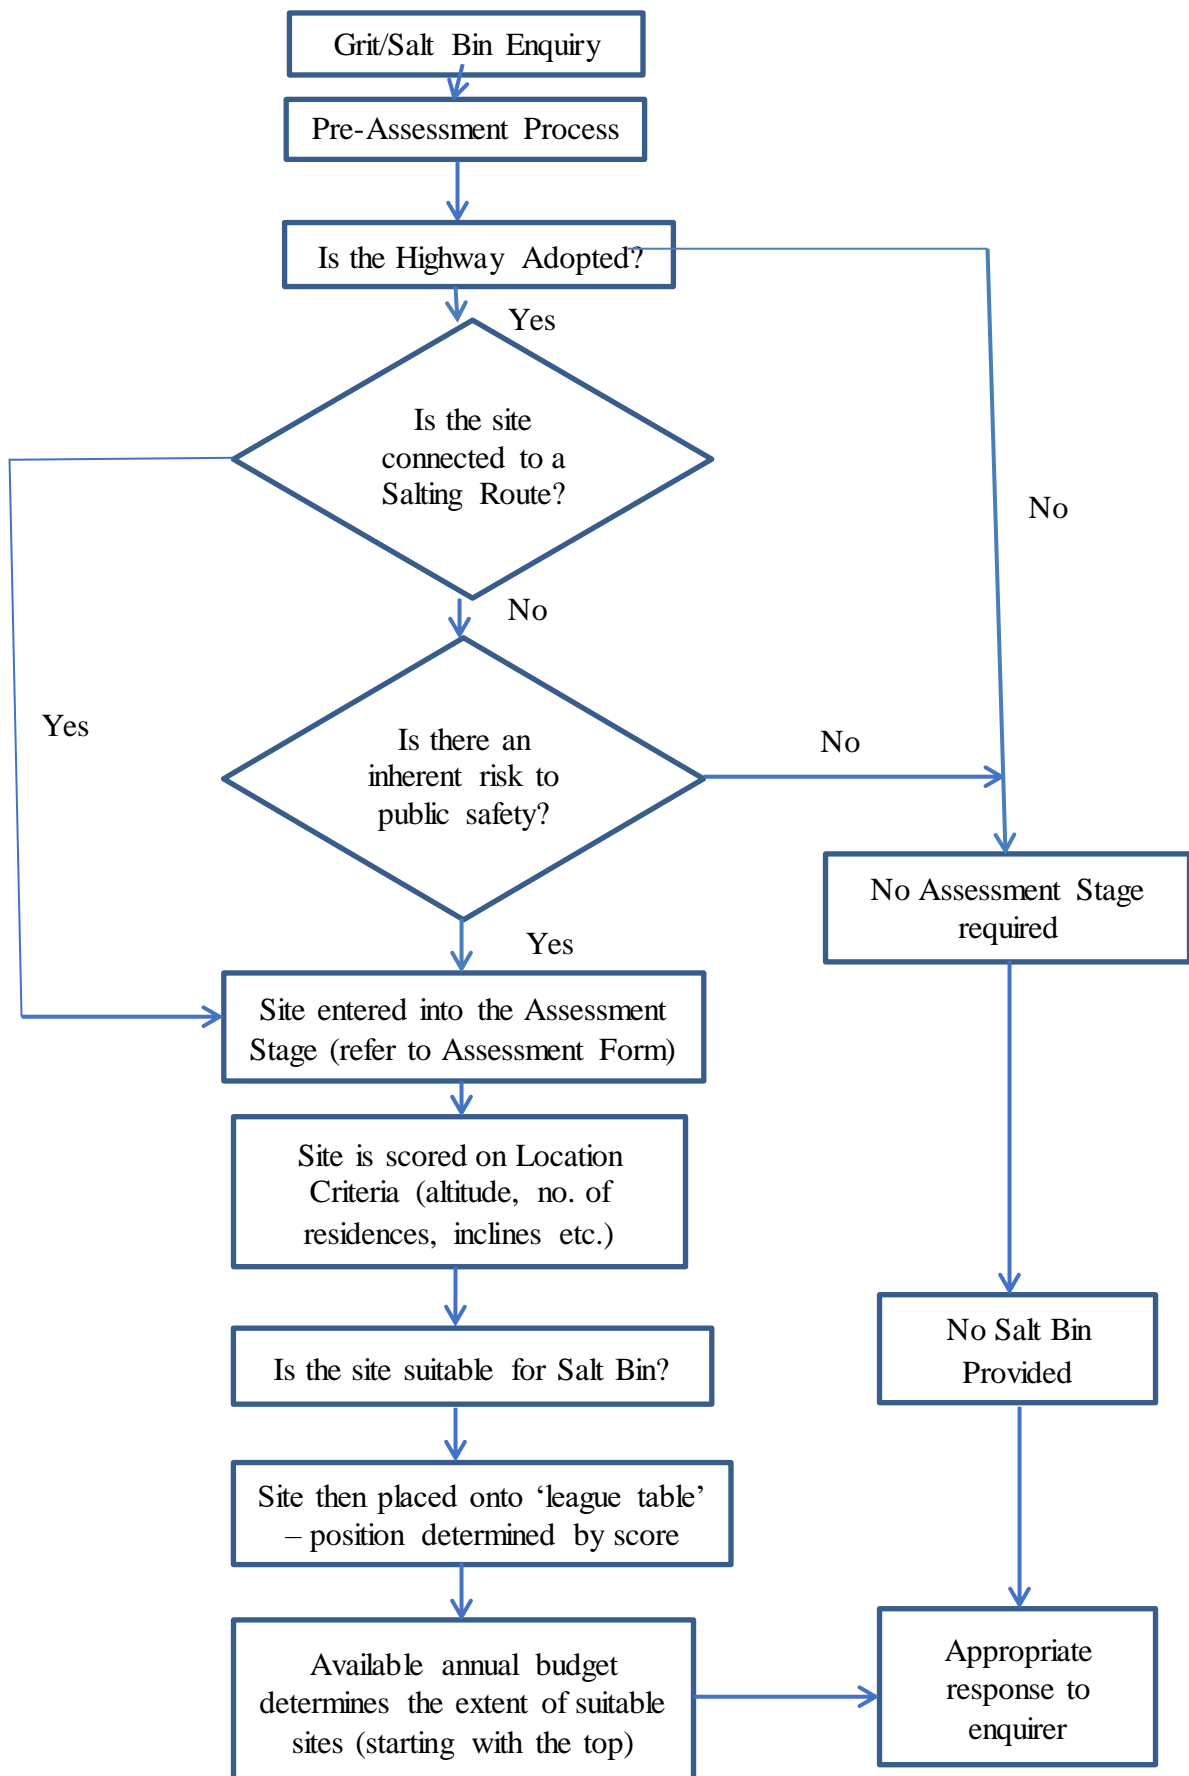 Grit/Salt Bin Enquiry
Pre-Assessment Process
Is the Highway Adopted?
Yes
Is the site
connected to a
Salting Route?
No
No
Yes
Is there an
inherent risk to
public safety?
No
Yes
No Assessment Stage
required
Site entered into the Assessment
Stage (refer to Assessment Form)
Site is scored on Location
Criteria (altitude, no. of
residences, inclines etc.)
Is the site suitable for Salt Bin?
No Salt Bin
Provided
Site then placed onto ‘league table’
– position determined by score
Available annual budget
determines the extent of suitable
sites (starting with the top)
Appropriate
response to
enquirer